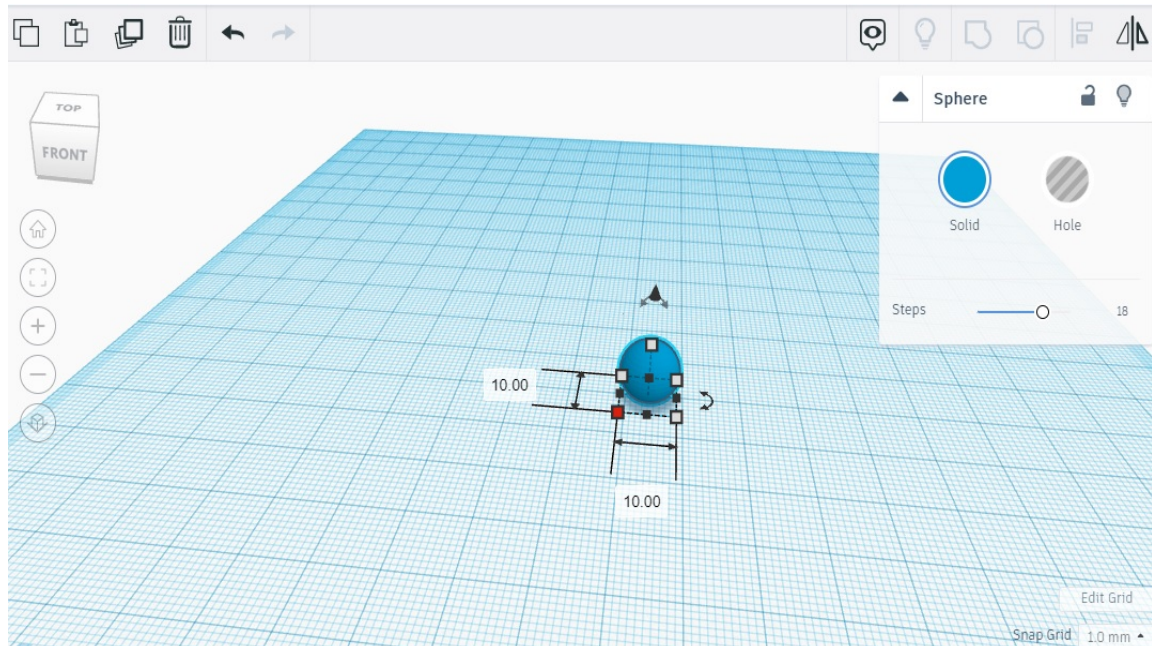 TOP
FRONT
Sphere
Solid
Hole
Steps
18
10.00
10.00
Edit Grid
Snap Grid 1.0 mm